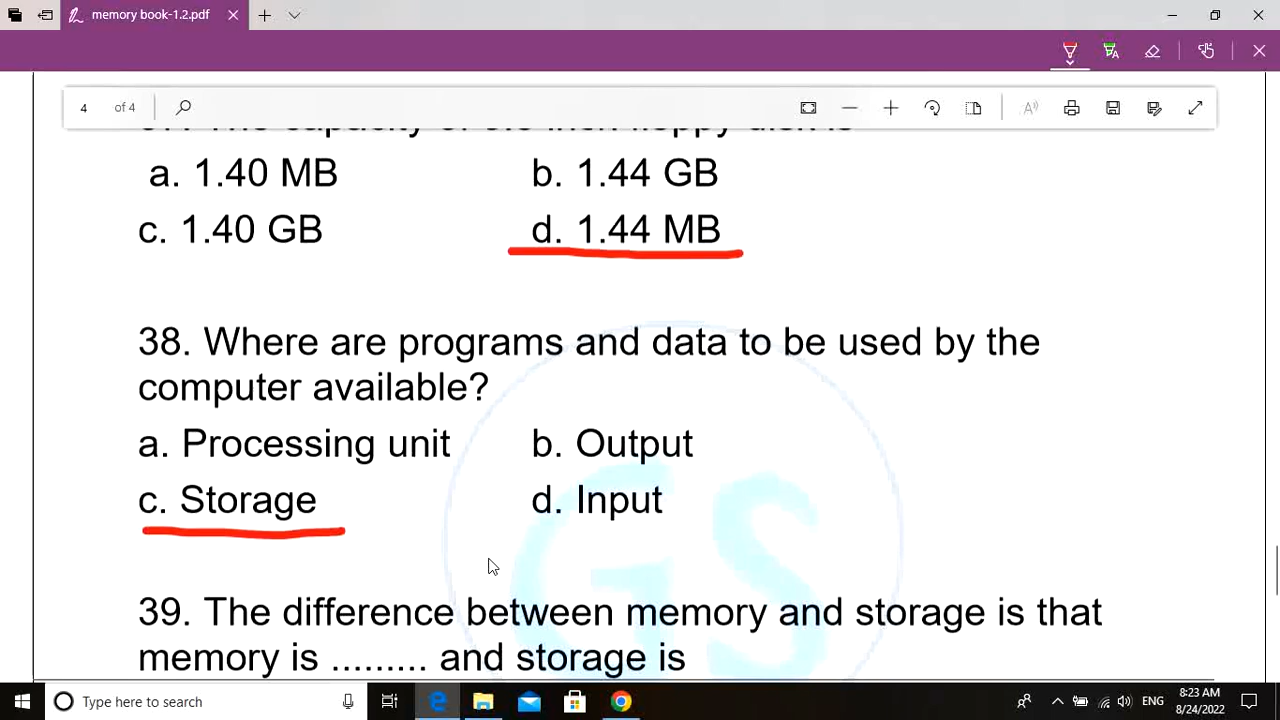 memory book-1.2.pdf
4 of 4
a. 1.40 MB b. 1.44 GB
c. 1.40 GB d. 1.44 MB
38. Where are programs and data to be used by the
computer available?
a. Processing unit b. Output
c. Storage d. Input
39. The difference between memory and storage is that
memory is ......... and storage is
GS
Type here to search
ENG
8:23 AM
8/24/2022